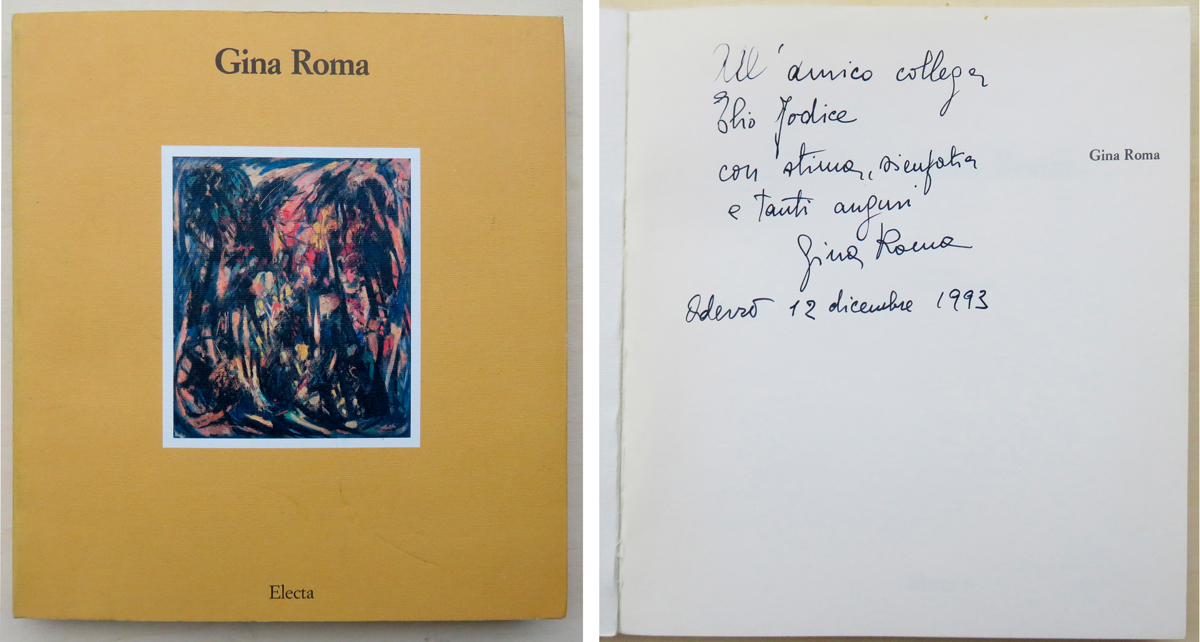 Gina Roma
Electa
All' amico collega
Elio Jodice
con stima, simpatia
e tanti auguri
Gina Roma
Oderzo 12 dicembre 1993
Gina Roma